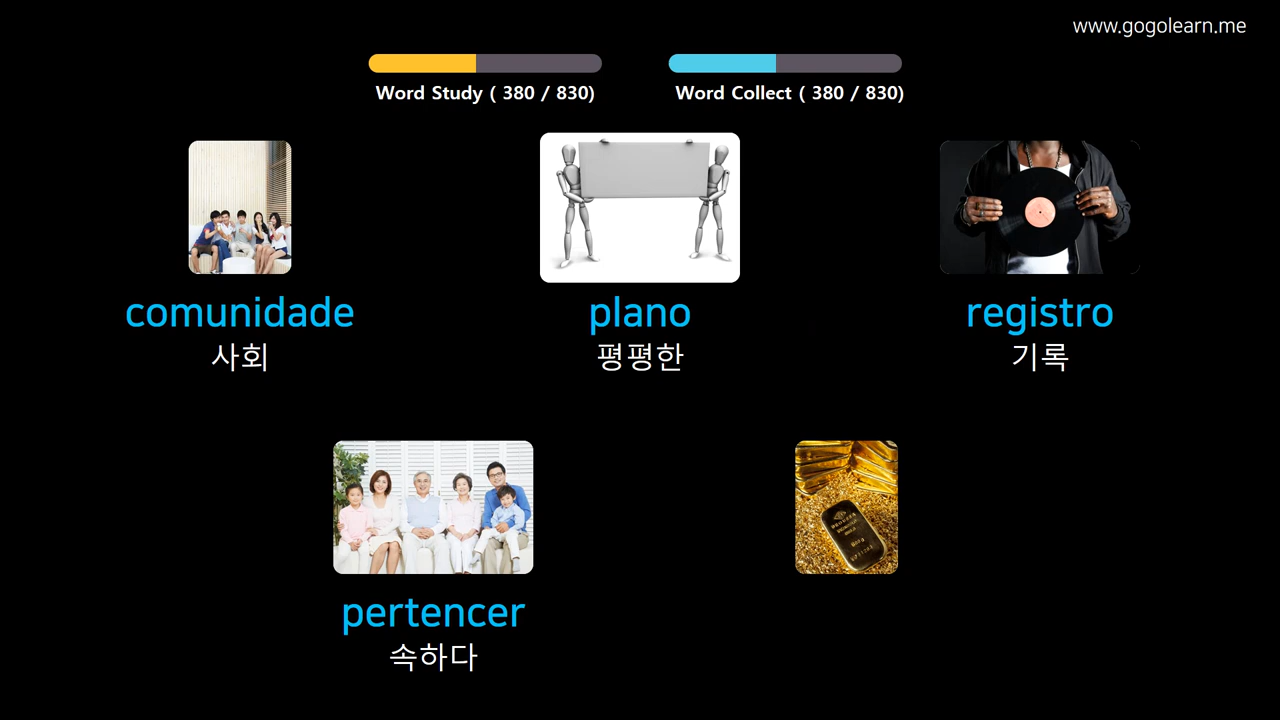 www.gogolearn.me
Word Study ( 380 / 830)
Word Collect ( 380 / 830)
comunidade
사회
plano
평평한
registro
기록
pertencer
속하다